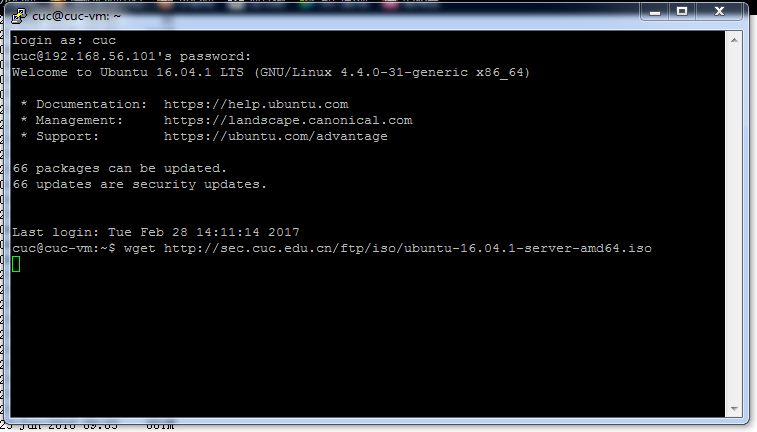 cuc@cuc-vm: ~
login as: cuc
cuc@192.168.56.101's password:
Welcome to Ubuntu 16.04.1 LTS (GNU/Linux 4.4.0-31-generic x86_64)
 * Documentation:  https://help.ubuntu.com
 * Management:     https://landscape.canonical.com
 * Support:        https://ubuntu.com/advantage
66 packages can be updated.
66 updates are security updates.
Last login: Tue Feb 28 14:11:14 2017
cuc@cuc-vm:~$ wget http://sec.cuc.edu.cn/ftp/iso/ubuntu-16.04.1-server-amd64.iso